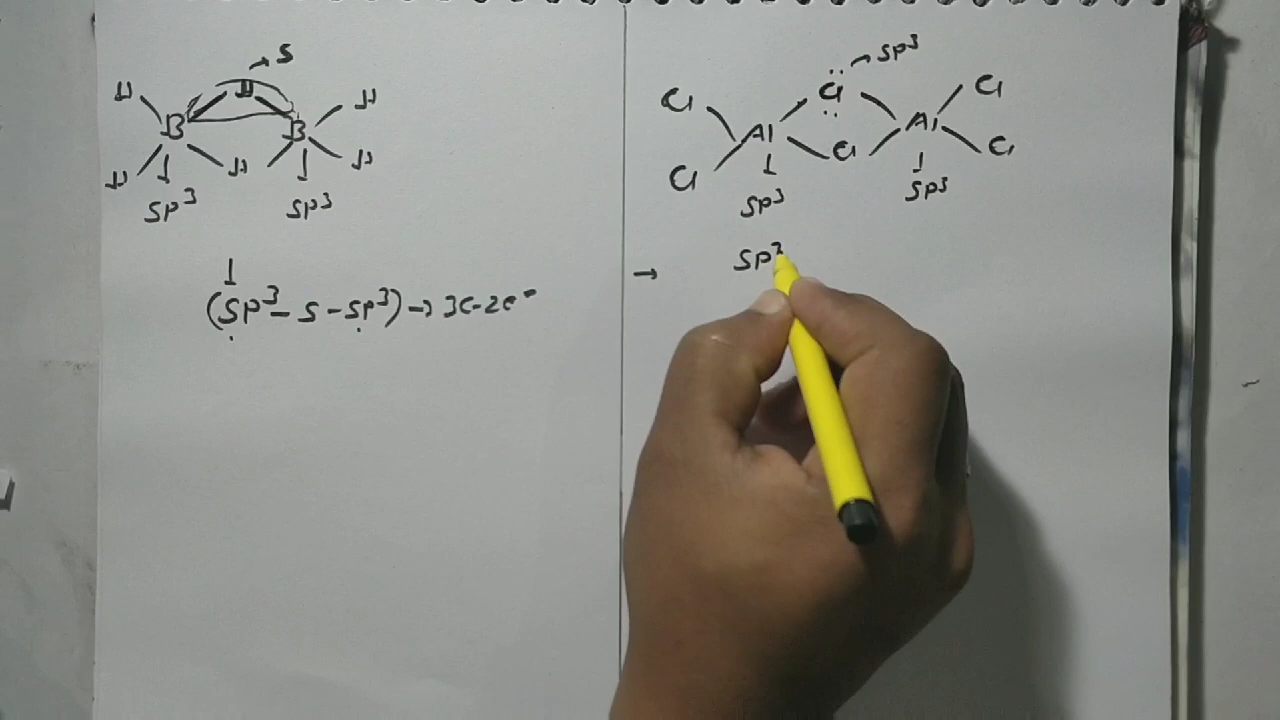 S
H H H
B B
H H H
sp³ sp³
(sp³ - s - sp³) → 3c-2e⁻
sp³
Cl Cl Cl
Al Al
Cl Cl Cl
sp³ sp³
→ sp³